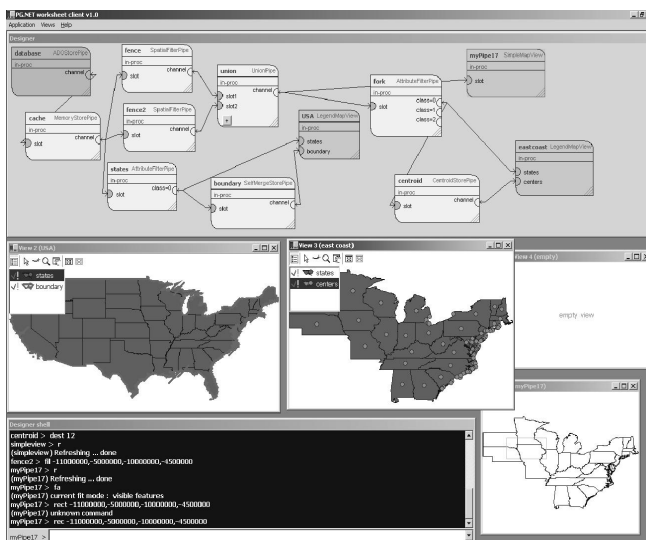 PG.NET worksheet client v1.0
Application Views Help
Designer
database ADOStorePipe
in-proc
channel
fence SpatialFilterPipe
in-proc
channel
slot
union UnionPipe
in-proc
channel
slot1
slot2
myPipe17 SimpleMapView
in-proc
slot
fork AttributeFilterPipe
in-proc
class=0
class=1
class=2
slot
cache MemoryStorePipe
in-proc
channel
slot
fence2 SpatialFilterPipe
in-proc
channel
slot
USA LegendMapView
in-proc
states
boundary
eastcoast LegendMapView
in-proc
states
centers
states AttributeFilterPipe
in-proc
class=0
slot
boundary SelfMergeStorePipe
in-proc
channel
slot
centroid CentroidStorePipe
in-proc
channel
slot
View 2 (USA)
states
boundary
View 3 (east coast)
states
centers
View 4 (empty)
empty view
myPipe17)
Designer shell
centroid > dest 12
simpleview > r
(simpleview) Refreshing ... done
fence2 > fil -11000000,-5000000,-10000000,-4500000
myPipe17 > r
(myPipe17) Refreshing ... done
myPipe17 > fa
(myPipe17) current fit mode : visible features
myPipe17 > rect -11000000,-5000000,-10000000,-4500000
(myPipe17) unknown command
myPipe17 > rec -11000000,-5000000,-10000000,-4500000
myPipe17 >